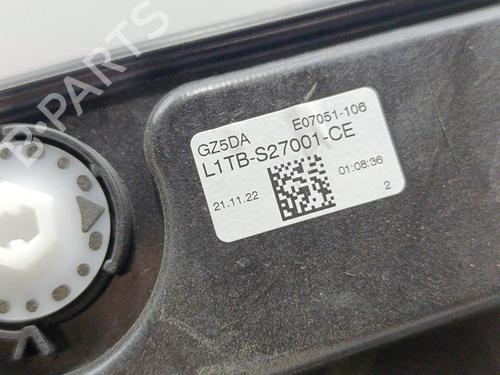 GZ5DA E07051-106
L1TB-S27001-CE
21.11.22 01:08:36
2
B-PARTS